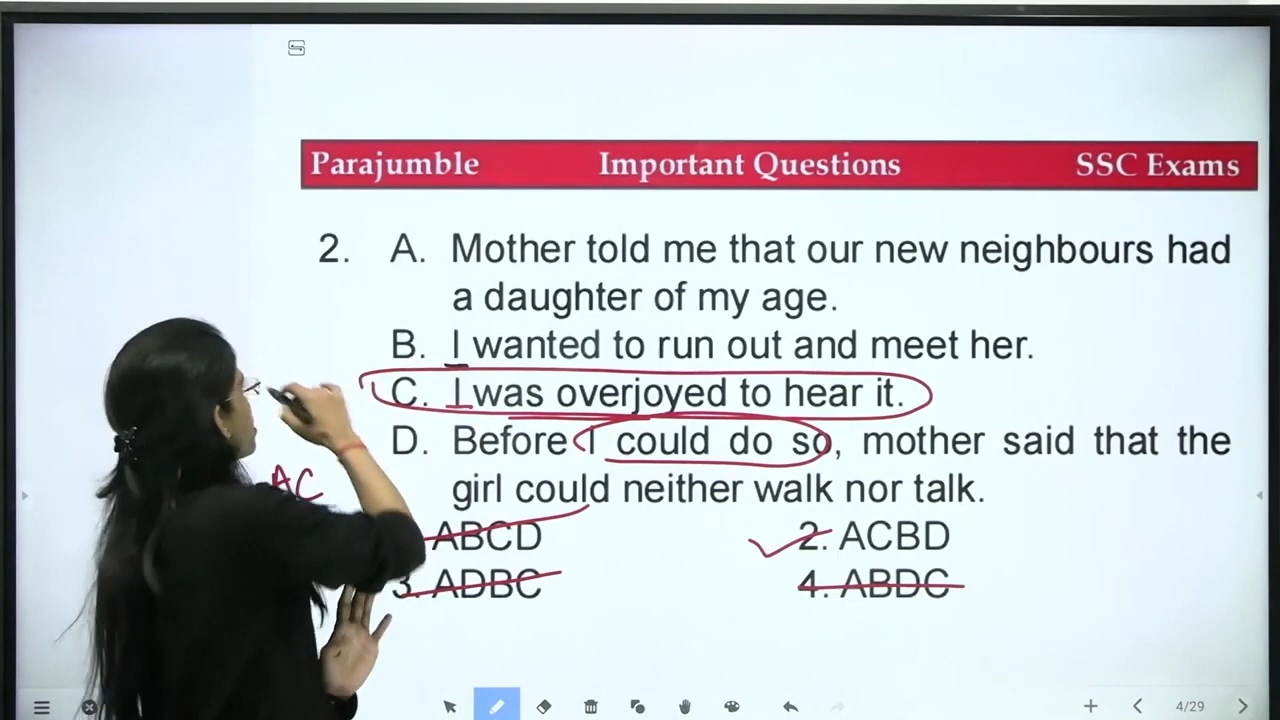 Parajumble Important Questions SSC Exams
2. A. Mother told me that our new neighbours had
a daughter of my age.
B. I wanted to run out and meet her.
C. I was overjoyed to hear it.
D. Before I could do so, mother said that the
girl could neither walk nor talk.
AC
ABCD 2. ACBD
3. ADBC 4. ABDC
4/29